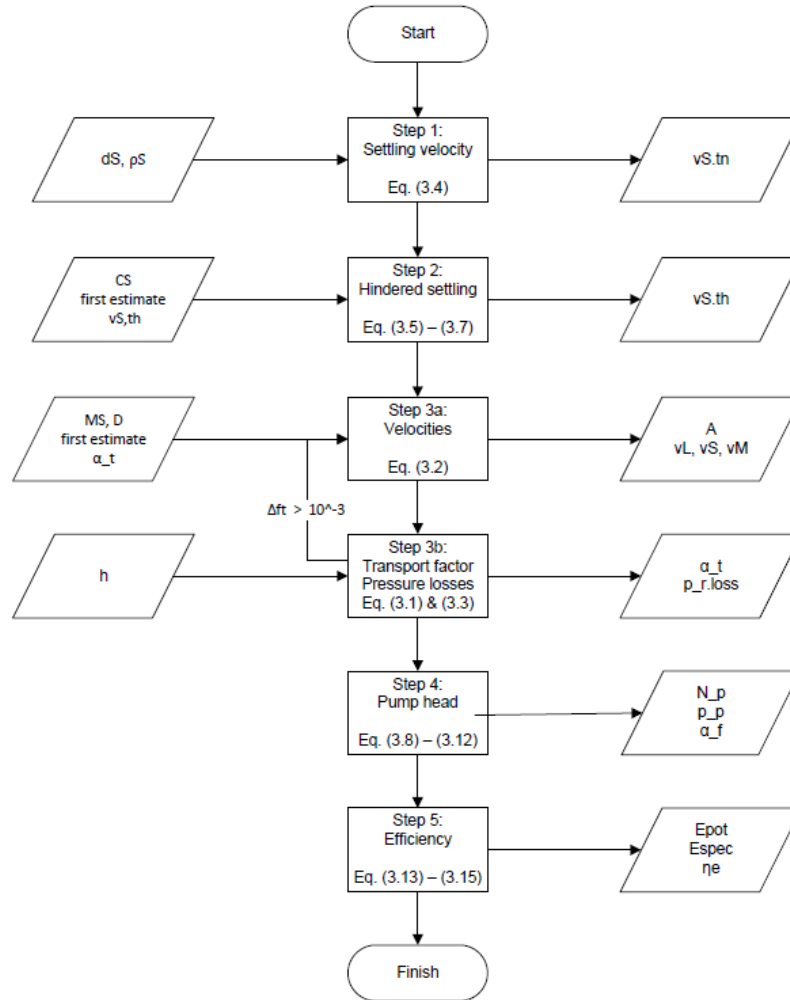 Start
dS, ρS
Step 1:
Settling velocity
Eq. (3.4)
vS.tn
CS
first estimate
vS,th
Step 2:
Hindered settling
Eq. (3.5) – (3.7)
vS.th
MS, D
first estimate
α_t
Step 3a:
Velocities
Eq. (3.2)
A
vL, vS, vM
Δft > 10^-3
h
Step 3b:
Transport factor
Pressure losses
Eq. (3.1) & (3.3)
α_t
p_r.loss
Step 4:
Pump head
Eq. (3.8) – (3.12)
N_p
p_p
α_f
Step 5:
Efficiency
Eq. (3.13) – (3.15)
Epot
Espec
ηe
Finish